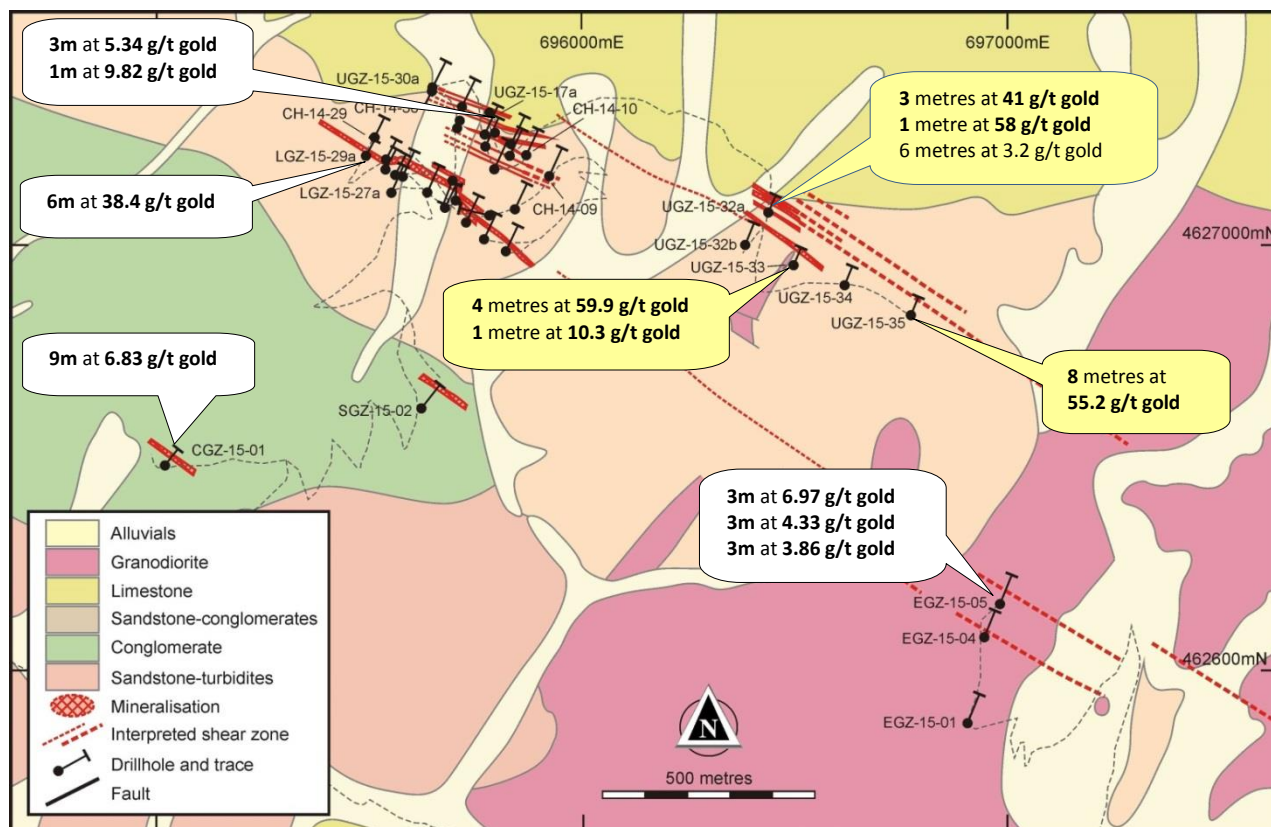 696000mE
697000mE
3m at 5.34 g/t gold
1m at 9.82 g/t gold
UGZ-15-30a
UGZ-15-17a
CH-14-29
CH-14-10
3 metres at 41 g/t gold
1 metre at 58 g/t gold
6 metres at 3.2 g/t gold
LGZ-15-29a
LGZ-15-27a
6m at 38.4 g/t gold
CH-14-09
UGZ-15-32a
UGZ-15-32b
4627000mN
UGZ-15-33
UGZ-15-34
UGZ-15-35
4 metres at 59.9 g/t gold
1 metre at 10.3 g/t gold
9m at 6.83 g/t gold
8 metres at
55.2 g/t gold
SGZ-15-02
CGZ-15-01
3m at 6.97 g/t gold
3m at 4.33 g/t gold
3m at 3.86 g/t gold
EGZ-15-05
EGZ-15-04
462600mN
EGZ-15-01
Alluvials
Granodiorite
Limestone
Sandstone-conglomerates
Conglomerate
Sandstone-turbidites
Mineralisation
Interpreted shear zone
Drillhole and trace
Fault
N
500 metres